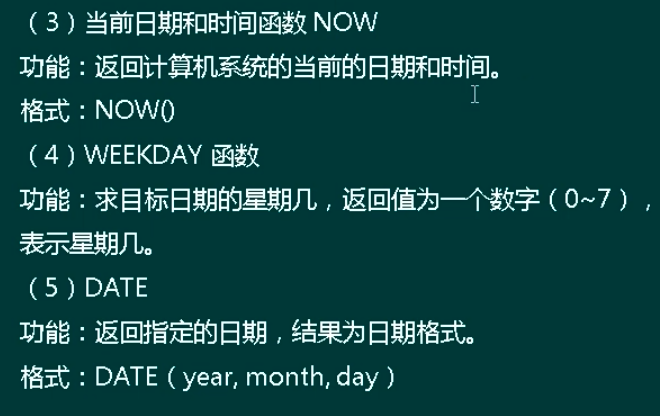 （3）当前日期和时间函数 NOW
功能：返回计算机系统的当前的日期和时间。
格式：NOW()
（4）WEEKDAY 函数
功能：求目标日期的星期几，返回值为一个数字（0~7），
表示星期几。
（5）DATE
功能：返回指定的日期，结果为日期格式。
格式：DATE（year, month, day）